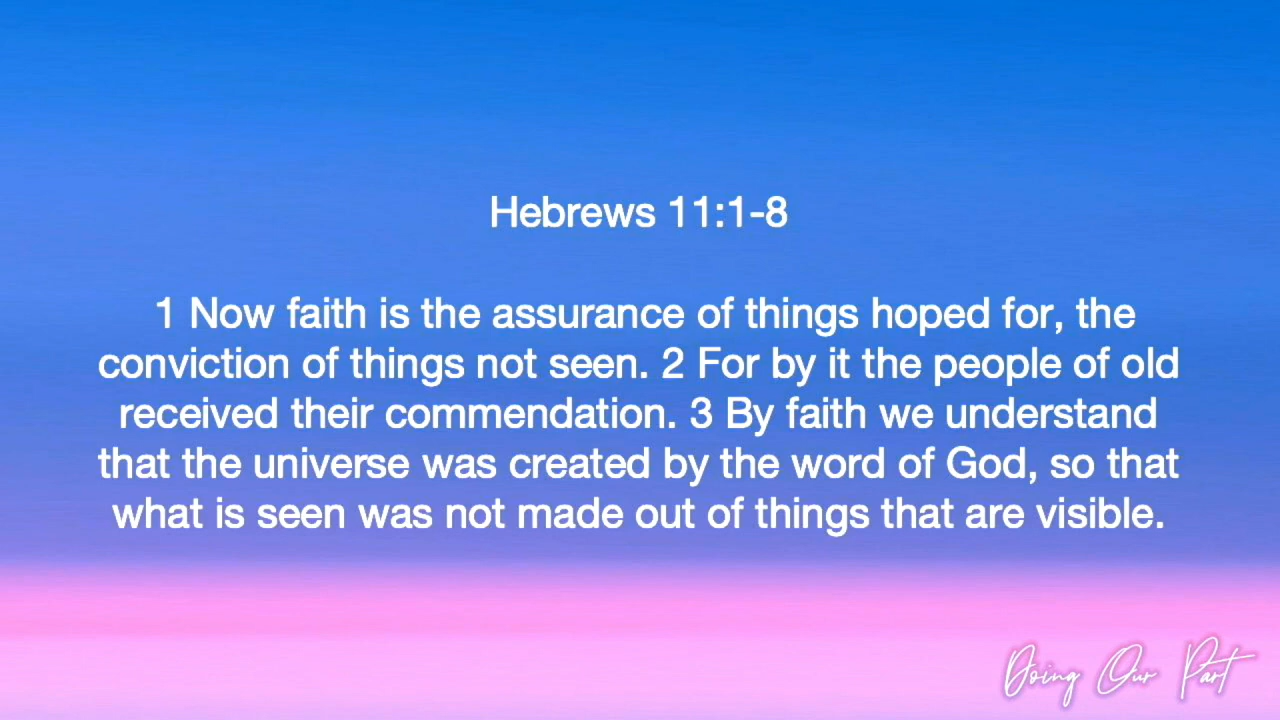 Hebrews 11:1-8
1 Now faith is the assurance of things hoped for, the
conviction of things not seen. 2 For by it the people of old
received their commendation. 3 By faith we understand
that the universe was created by the word of God, so that
what is seen was not made out of things that are visible.
Doing Our Part